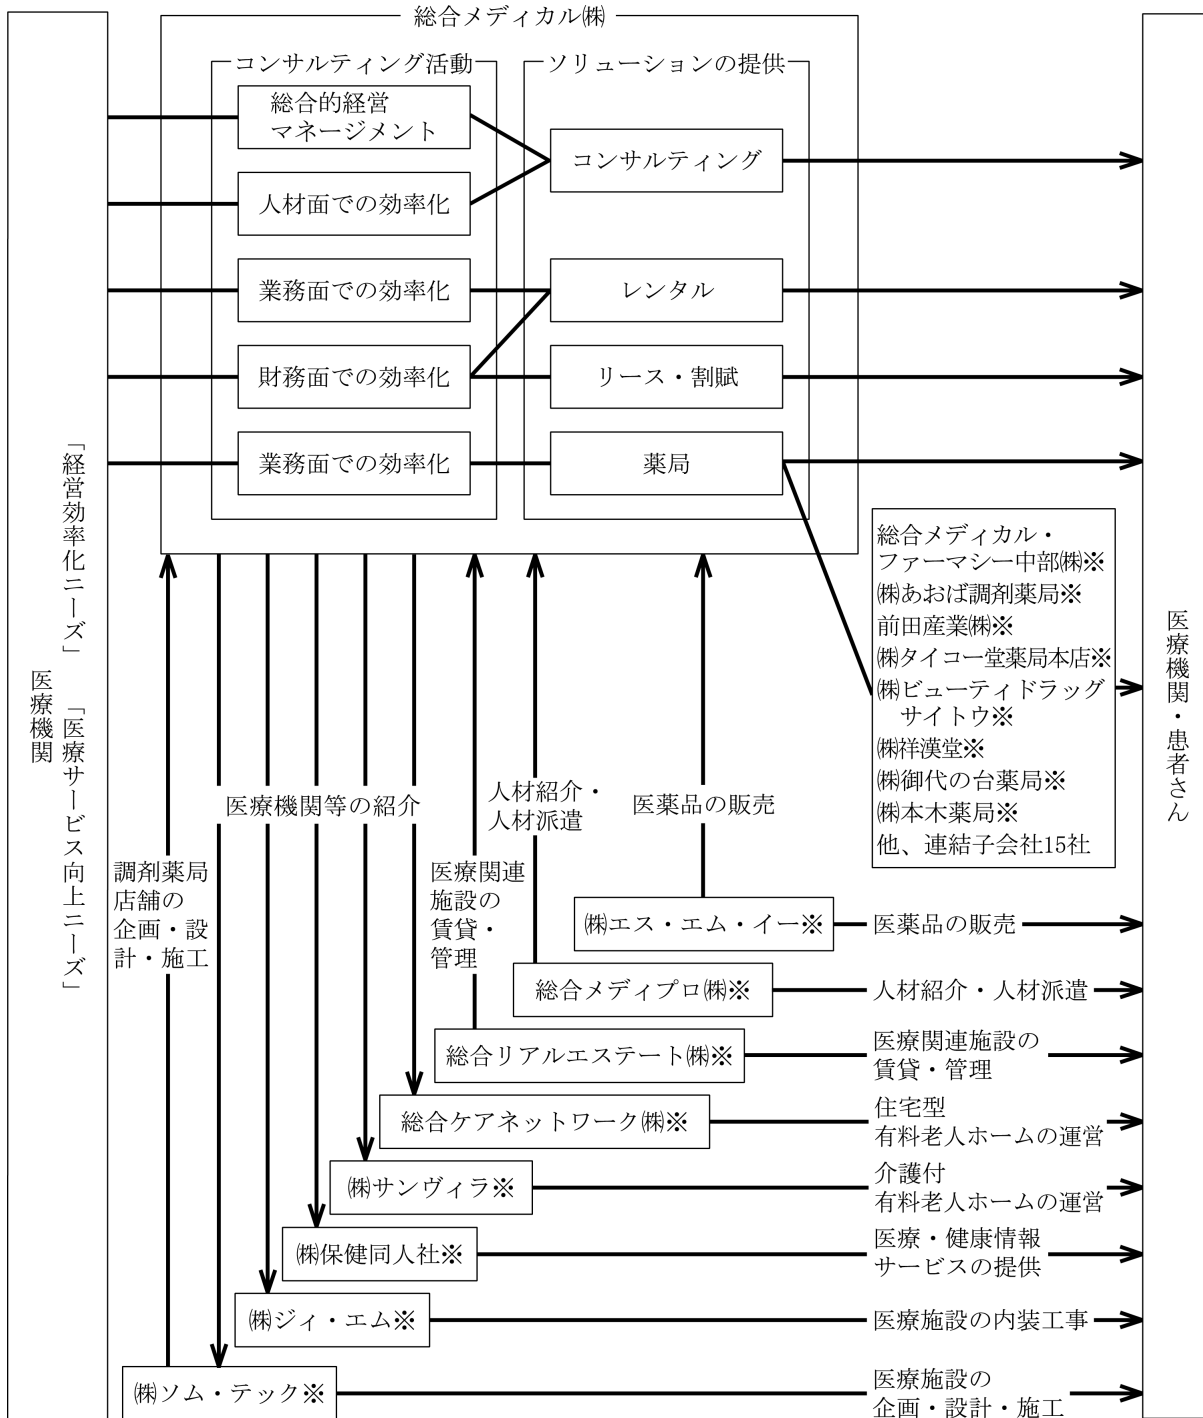 総合メディカル㈱
コンサルティング活動
ソリューションの提供
総合的経営
マネージメント
人材面での効率化
業務面での効率化
財務面での効率化
業務面での効率化
コンサルティング
レンタル
リース・割賦
薬局
医療機関
「経営効率化ニーズ」
「医療サービス向上ニーズ」
医療機関・患者さん
総合メディカル・
ファーマシー中部㈱※
㈱あおば調剤薬局※
前田産業㈱※
㈱タイコー堂薬局本店※
㈱ビューティドラッグ
サイトウ※
㈱祥漢堂※
㈱御代の台薬局※
㈱本木薬局※
他、連結子会社15社
医療機関等の紹介
人材紹介・
人材派遣
医薬品の販売
調剤薬局
店舗の
企画・設
計・施工
医療関連
施設の
賃貸・
管理
㈱エス・エム・イー※
医薬品の販売
総合メディプロ㈱※
人材紹介・人材派遣
総合リアルエステート㈱※
医療関連施設の
賃貸・管理
総合ケアネットワーク㈱※
住宅型
有料老人ホームの運営
㈱サンヴィラ※
介護付
有料老人ホームの運営
㈱保健同人社※
医療・健康情報
サービスの提供
㈱ジィ・エム※
医療施設の内装工事
㈱ソム・テック※
医療施設の
企画・設計・施工